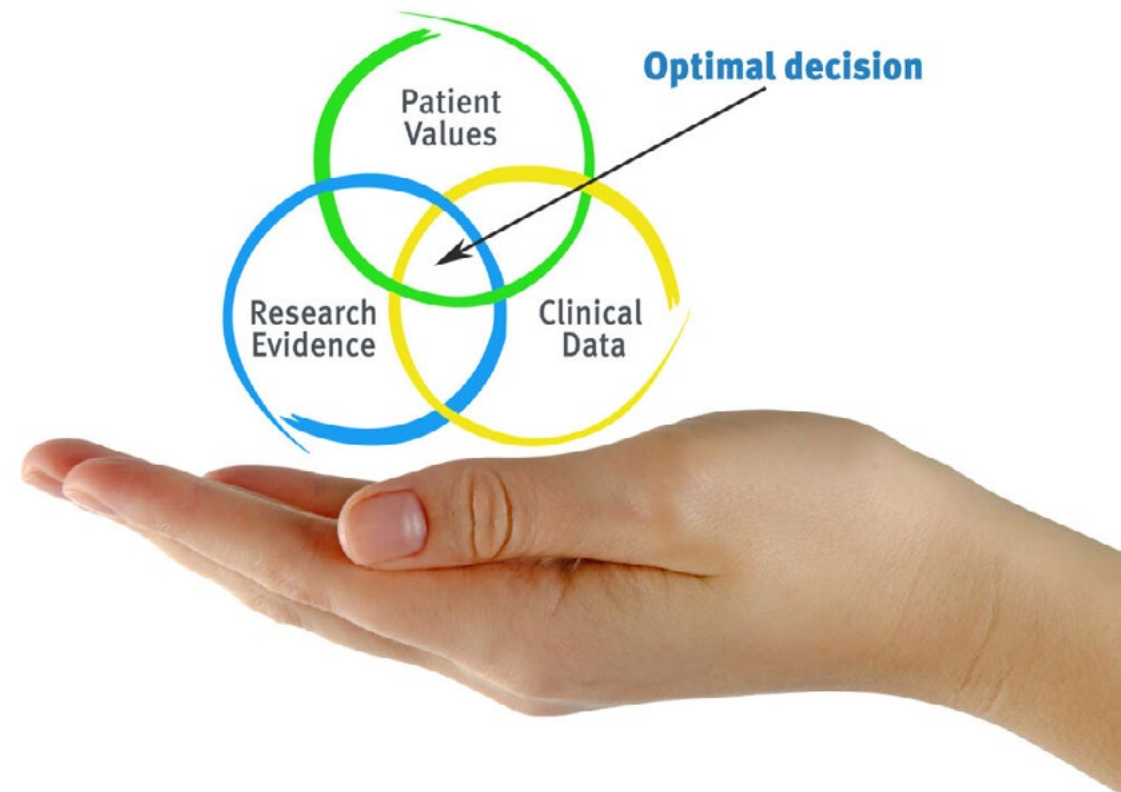 Optimal decision
Patient
Values
Research
Evidence
Clinical
Data